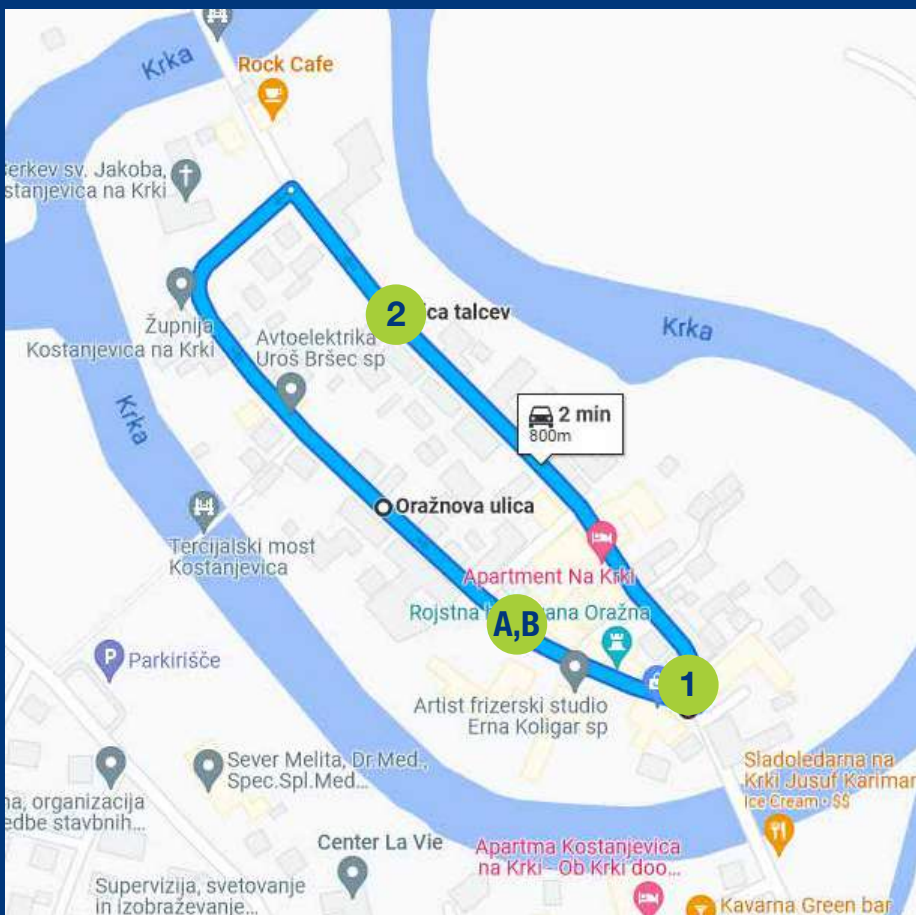 Krka
Rock Cafe
erkev sv. Jakoba,
stanjevica na Krki
Župnija
Kostanjevica na Krki
Avtoelektrika
Uroš Bršec sp
2
ica talcev
Krka
2 min
800m
Krka
Oražnova ulica
Tercijalski most
Kostanjevica
Apartment Na Krki
Rojstna
ana Oražna
A,B
Parkirišče
1
Artist frizerski studio
Erna Koligar sp
Sever Melita, Dr.Med.,
Spec.Spl.Med...
Sladoledarna na
Krki Jusuf Kariman
Ice Cream • $$
na, organizacija
edbe stavbnih...
Center La Vie
Apartma Kostanjevica
na Krki - Ob Krki doo...
Supervizija, svetovanje
in izobraževanje...
Kavarna Green bar